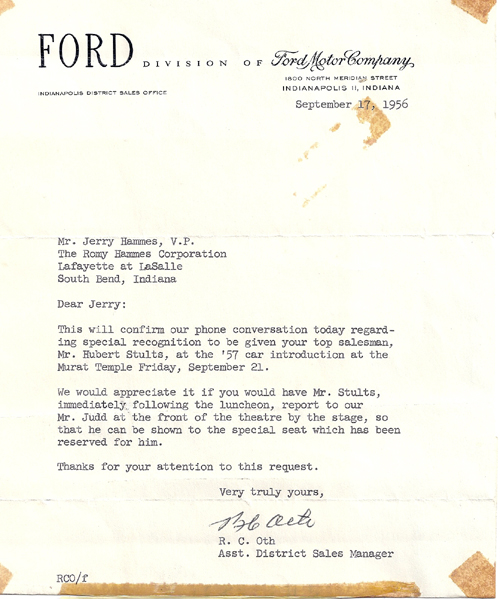 FORD DIVISION OF Ford Motor Company,
1800 NORTH MERIDIAN STREET
INDIANAPOLIS DISTRICT SALES OFFICE
INDIANAPOLIS 11, INDIANA
September 17, 1956
Mr. Jerry Hammes, V.P.
The Romy Hammes Corporation
Lafayette at LaSalle
South Bend, Indiana
Dear Jerry:
This will confirm our phone conversation today regard-
ing special recognition to be given your top salesman,
Mr. Hubert Stults, at the '57 car introduction at the
Murat Temple Friday, September 21.
We would appreciate it if you would have Mr. Stults,
immediately following the luncheon, report to our
Mr. Judd at the front of the theatre by the stage, so
that he can be shown to the special seat which has been
reserved for him.
Thanks for your attention to this request.
Very truly yours,
R C Oth
R. C. Oth
Asst. District Sales Manager
RCO/f